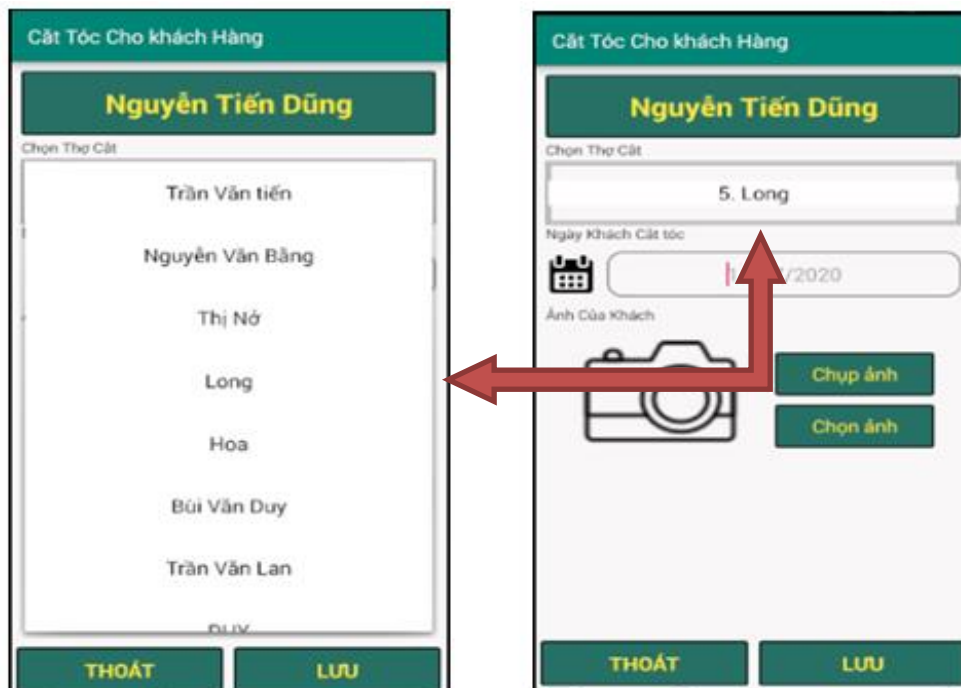 Cắt Tóc Cho khách Hàng
Nguyễn Tiến Dũng
Chọn Thợ Cắt
Trần Văn tiến
Nguyễn Văn Bằng
Thị Nở
Long
Hoa
Bùi Văn Duy
Trần Văn Lan
DUY
THOÁT
LƯU
Cắt Tóc Cho khách Hàng
Nguyễn Tiến Dũng
Chọn Thợ Cắt
5. Long
Ngày Khách Cắt tóc
/2020
Ảnh Của Khách
Chụp ảnh
Chọn ảnh
THOÁT
LƯU